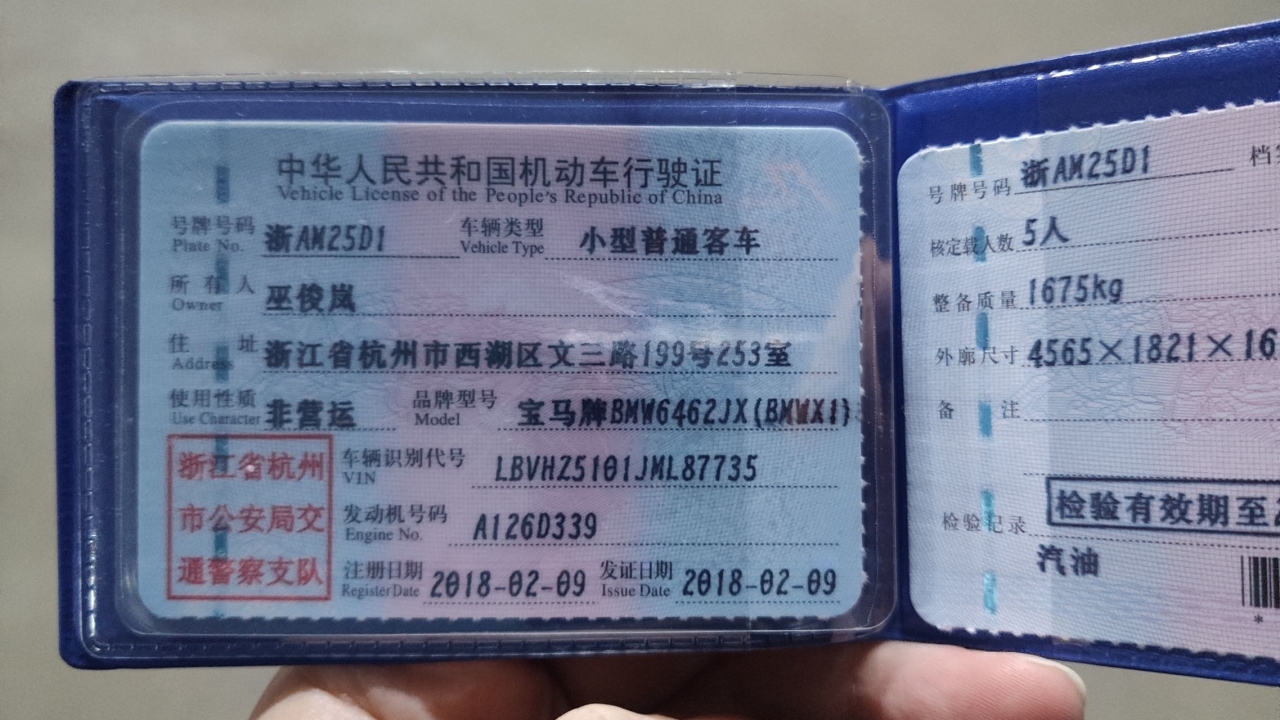 中华人民共和国机动车行驶证
Vehicle License of the People's Republic of China
号牌号码 浙AM25D1 车辆类型 小型普通客车
Plate No. Vehicle Type
所有人 巫俊岚
Owner
住址 浙江省杭州市西湖区文三路199号253室
Address
使用性质 非营运 品牌型号 宝马牌BMW6462JX(BMWX1)
Use Character Model
浙江省杭州
市公安局交
通警察支队
车辆识别代号 LBVHZ5101JML87735
VIN
发动机号码 A126D339
Engine No.
注册日期 2018-02-09 发证日期 2018-02-09
Register Date Issue Date
号牌号码 浙AM25D1 档
核定载人数 5人
整备质量 1675kg
外廓尺寸 4565×1821×16
备注
检验记录 检验有效期至
汽油
*